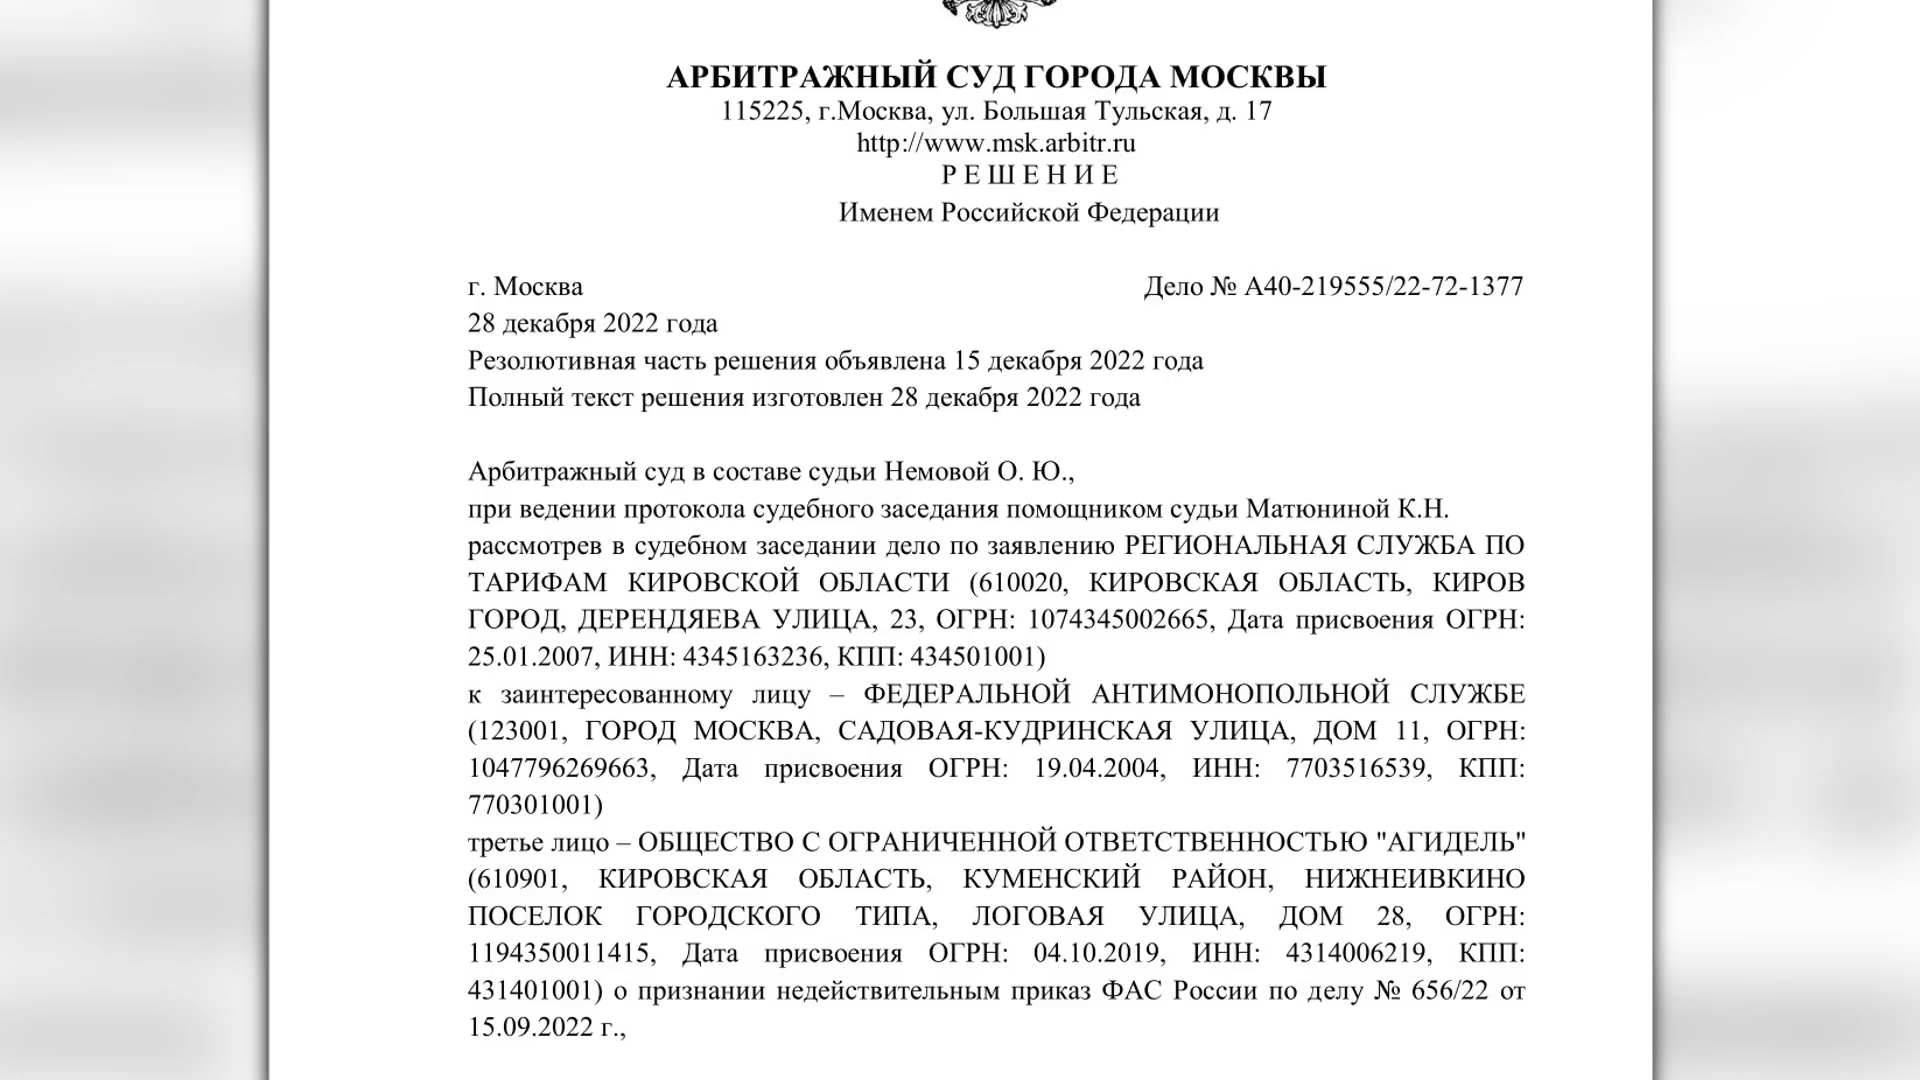 АРБИТРАЖНЫЙ СУД ГОРОДА МОСКВЫ
115225, г.Москва, ул. Большая Тульская, д. 17
http://www.msk.arbitr.ru
Р Е Ш Е Н И Е
Именем Российской Федерации
г. Москва Дело № А40-219555/22-72-1377
28 декабря 2022 года
Резолютивная часть решения объявлена 15 декабря 2022 года
Полный текст решения изготовлен 28 декабря 2022 года
Арбитражный суд в составе судьи Немовой О. Ю.,
при ведении протокола судебного заседания помощником судьи Матюниной К.Н.
рассмотрев в судебном заседании дело по заявлению РЕГИОНАЛЬНАЯ СЛУЖБА ПО
ТАРИФАМ КИРОВСКОЙ ОБЛАСТИ (610020, КИРОВСКАЯ ОБЛАСТЬ, КИРОВ
ГОРОД, ДЕРЕНДЯЕВА УЛИЦА, 23, ОГРН: 1074345002665, Дата присвоения ОГРН:
25.01.2007, ИНН: 4345163236, КПП: 434501001)
к заинтересованному лицу – ФЕДЕРАЛЬНОЙ АНТИМОНОПОЛЬНОЙ СЛУЖБЕ
(123001, ГОРОД МОСКВА, САДОВАЯ-КУДРИНСКАЯ УЛИЦА, ДОМ 11, ОГРН:
1047796269663, Дата присвоения ОГРН: 19.04.2004, ИНН: 7703516539, КПП:
770301001)
третье лицо – ОБЩЕСТВО С ОГРАНИЧЕННОЙ ОТВЕТСТВЕННОСТЬЮ "АГИДЕЛЬ"
(610901, КИРОВСКАЯ ОБЛАСТЬ, КУМЕНСКИЙ РАЙОН, НИЖНЕИВКИНО
ПОСЕЛОК ГОРОДСКОГО ТИПА, ЛОГОВАЯ УЛИЦА, ДОМ 28, ОГРН:
1194350011415, Дата присвоения ОГРН: 04.10.2019, ИНН: 4314006219, КПП:
431401001) о признании недействительным приказ ФАС России по делу № 656/22 от
15.09.2022 г.,